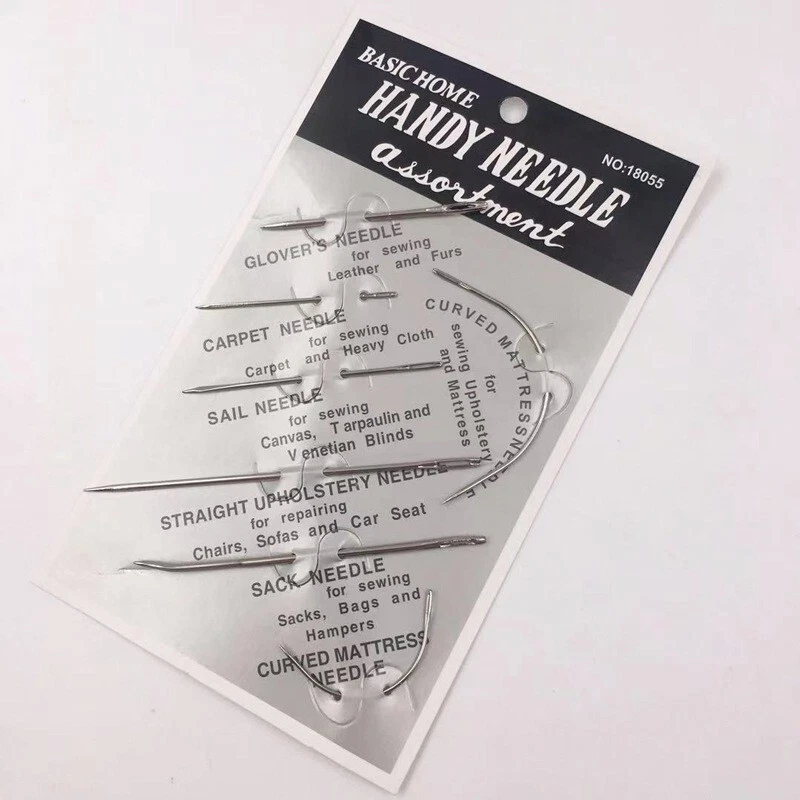 BASIC HOME
HANDY NEEDLE
assortment
NO:18055
GLOVER'S NEEDLE
for sewing
Leather and Furs
CARPET NEEDLE
for sewing
Carpet and Heavy Cloth
SAIL NEEDLE
for sewing
Canvas, Tarpaulin and
Venetian Blinds
CURVED MATTRESSNEEDLE
for
sewing Upholstery
and Mattress
STRAIGHT UPHOLSTERY NEEDLE
for repairing
Chairs, Sofas and Car Seat
SACK NEEDLE
for sewing
Sacks, Bags and
Hampers
CURVED MATTRESS
NEEDLE